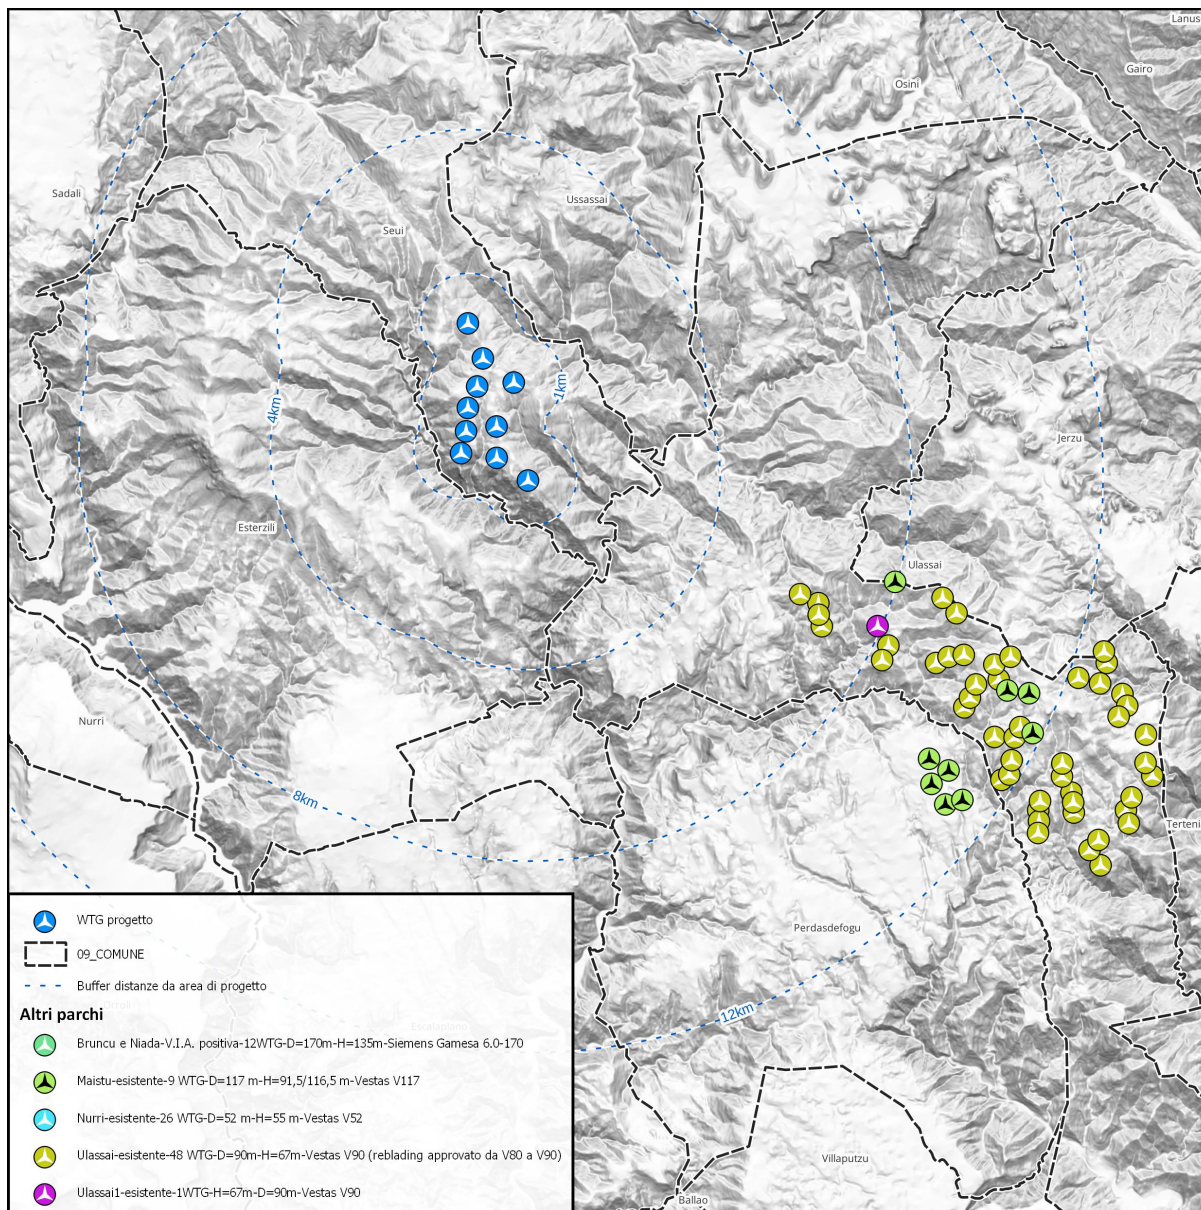 Lanus
Gairo
Osini
Sadali
Ussassai
Seui
1km
4km
Jerzu
Esterzili
Ulassai
Nurri
8km
Terteni
Perdasdefogu
12km
Villaputzu
Ballao
WTG progetto
09_COMUNE
Buffer distanze da area di progetto
Orroli
Escalaplano
Altri parchi
Bruncu e Niada-V.I.A. positiva-12WTG-D=170m-H=135m-Siemens Gamesa 6.0-170
Maistu-esistente-9 WTG-D=117 m-H=91,5/116,5 m-Vestas V117
Nurri-esistente-26 WTG-D=52 m-H=55 m-Vestas V52
Ulassai-esistente-48 WTG-D=90m-H=67m-Vestas V90 (reblading approvato da V80 a V90)
Ulassai1-esistente-1WTG-H=67m-D=90m-Vestas V90